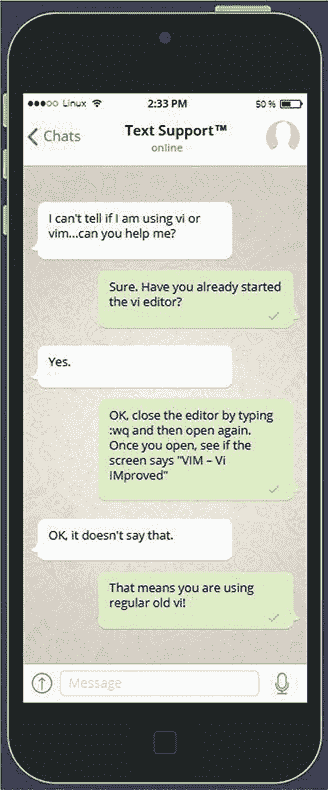 Linux 2:33 PM 50 %
Chats Text Support™
online
I can't tell if I am using vi or
vim...can you help me?
Sure. Have you already started
the vi editor?
Yes.
OK, close the editor by typing
:wq and then open again.
Once you open, see if the
screen says "VIM – Vi
IMproved"
OK, it doesn't say that.
That means you are using
regular old vi!
Message